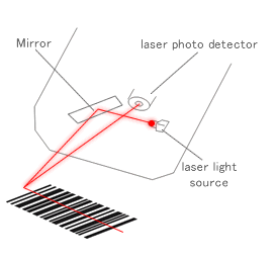 Mirror
laser photo detector
laser light
source